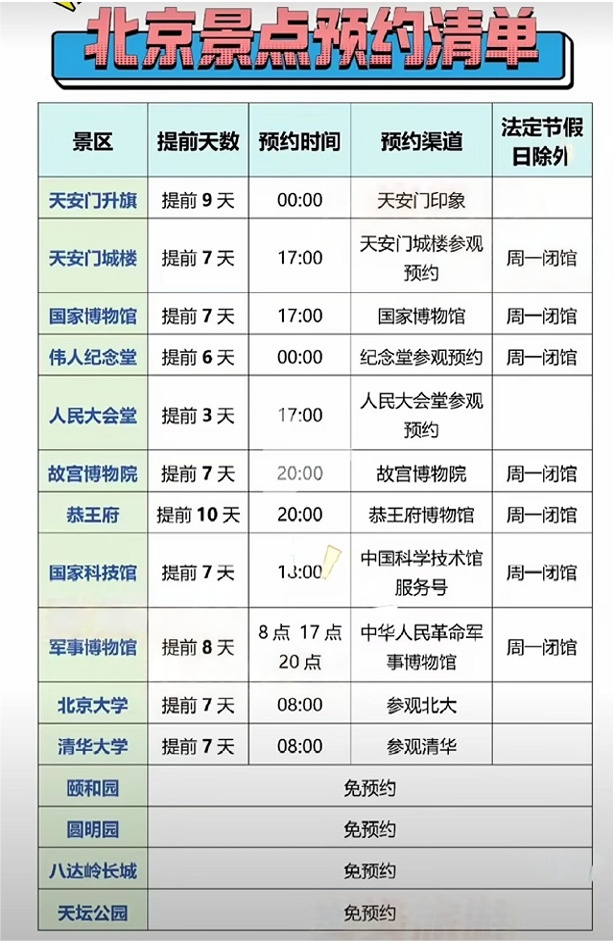 北京景点预约清单
景区 提前天数 预约时间 预约渠道 法定节假
日除外
天安门升旗 提前 9 天 00:00 天安门印象
天安门城楼 提前 7 天 17:00 天安门城楼参观
预约 周一闭馆
国家博物馆 提前 7 天 17:00 国家博物馆 周一闭馆
伟人纪念堂 提前 6 天 00:00 纪念堂参观预约 周一闭馆
人民大会堂 提前 3 天 17:00 人民大会堂参观
预约
故宫博物院 提前 7 天 20:00 故宫博物院 周一闭馆
恭王府 提前 10 天 20:00 恭王府博物馆 周一闭馆
国家科技馆 提前 7 天 13:00 中国科学技术馆
服务号 周一闭馆
军事博物馆 提前 8 天 8 点 17 点
20 点 中华人民革命军
事博物馆 周一闭馆
北京大学 提前 7 天 08:00 参观北大
清华大学 提前 7 天 08:00 参观清华
颐和园 免预约
圆明园 免预约
八达岭长城 免预约
天坛公园 免预约